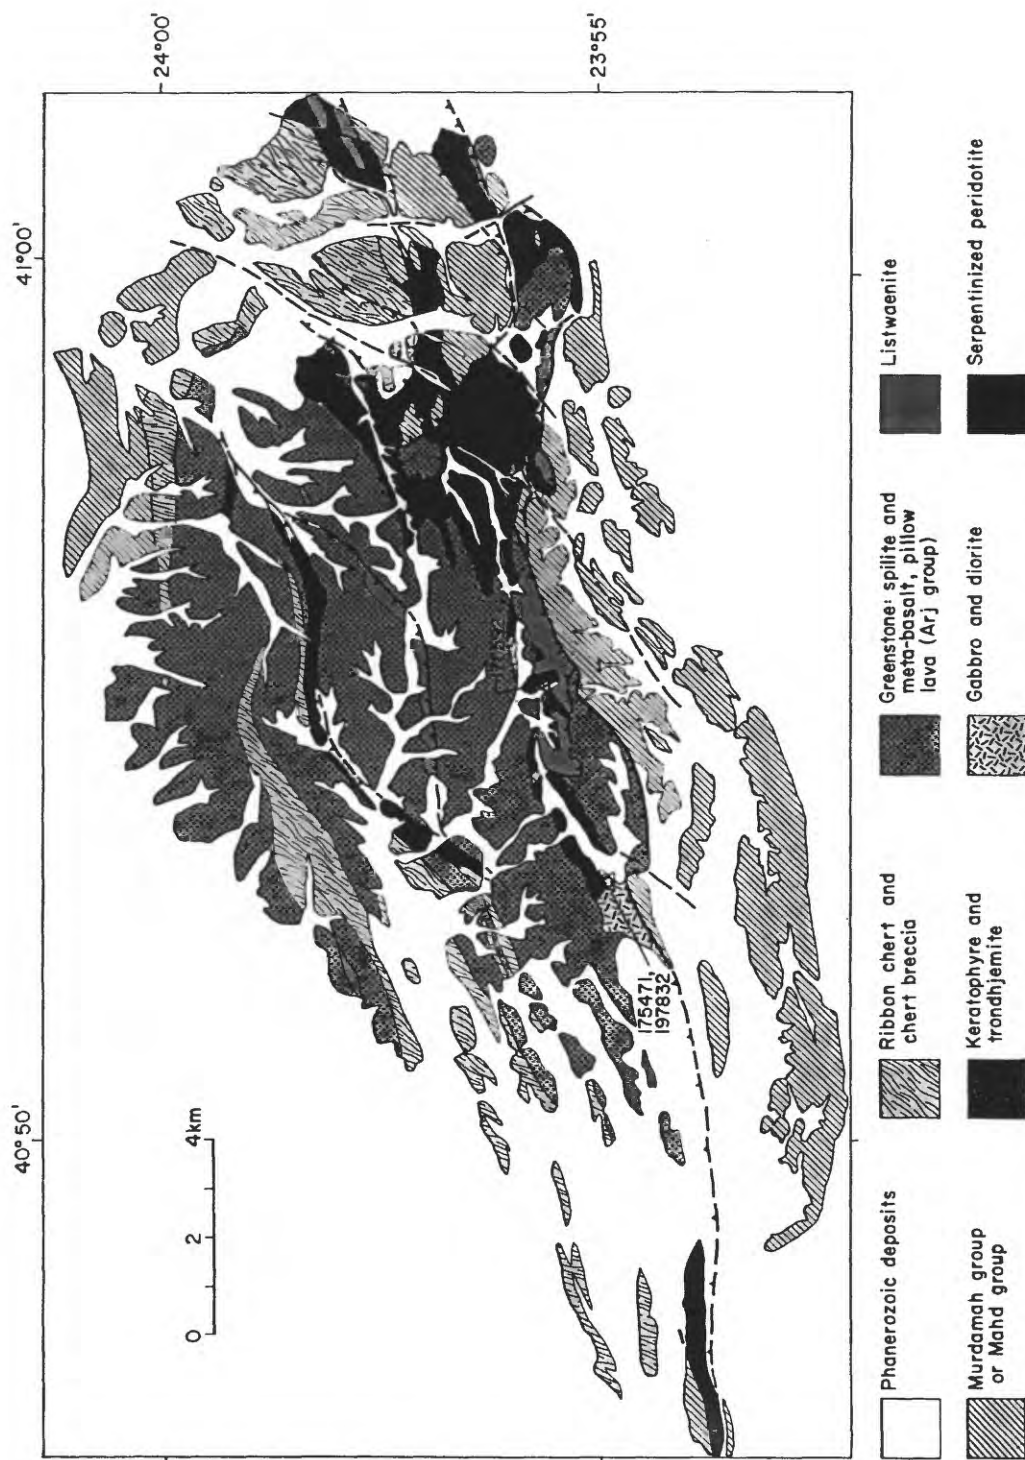 41°00'
40°50'
24°00'
23°55'
175471,
197832
0 2 4km
Phanerozoic deposits
Ribbon chert and
chert breccia
Greenstone: spilite and
meta-basalt, pillow
lava (Arj group)
Listwaenite
Murdamah group
or Mahd group
Keratophyre and
trondhjemite
Gabbro and diorite
Serpentinized peridotite